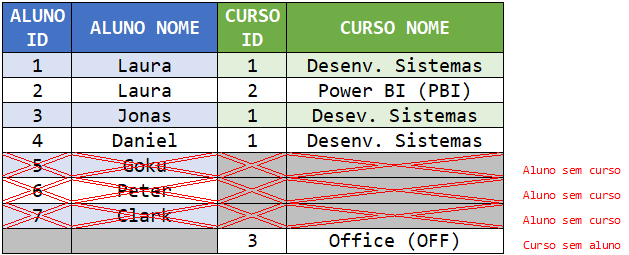 ALUNO ID ALUNO NOME CURSO ID CURSO NOME
1 Laura 1 Desenv. Sistemas
2 Laura 2 Power BI (PBI)
3 Jonas 1 Desev. Sistemas
4 Daniel 1 Desenv. Sistemas
5 Goku Aluno sem curso
6 Peter Aluno sem curso
7 Clark Aluno sem curso
3 Office (OFF) Curso sem aluno